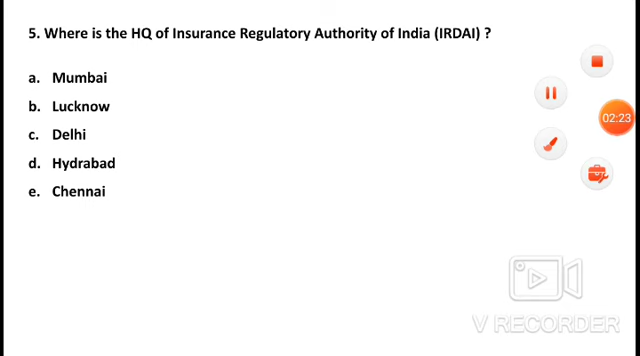 5. Where is the HQ of Insurance Regulatory Authority of India (IRDAI) ?
a. Mumbai
b. Lucknow
c. Delhi
d. Hydrabad
e. Chennai
02:23
V RECORDER